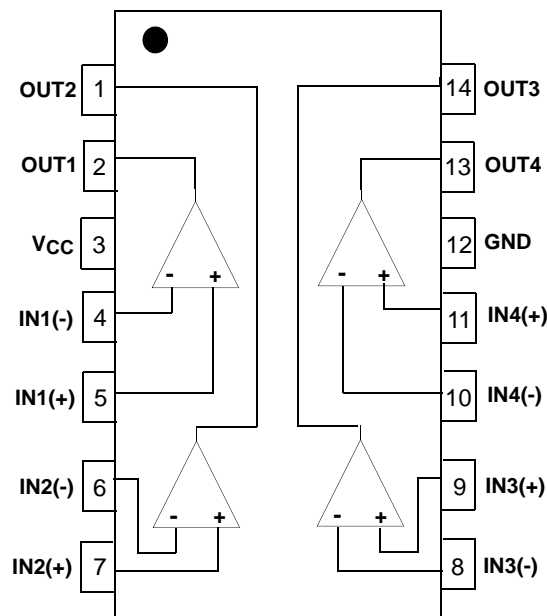 OUT2 1
14 OUT3
OUT1 2
13 OUT4
VCC 3
12 GND
- +
- +
IN1(-) 4
11 IN4(+)
IN1(+) 5
10 IN4(-)
IN2(-) 6
9 IN3(+)
- +
- +
IN2(+) 7
8 IN3(-)